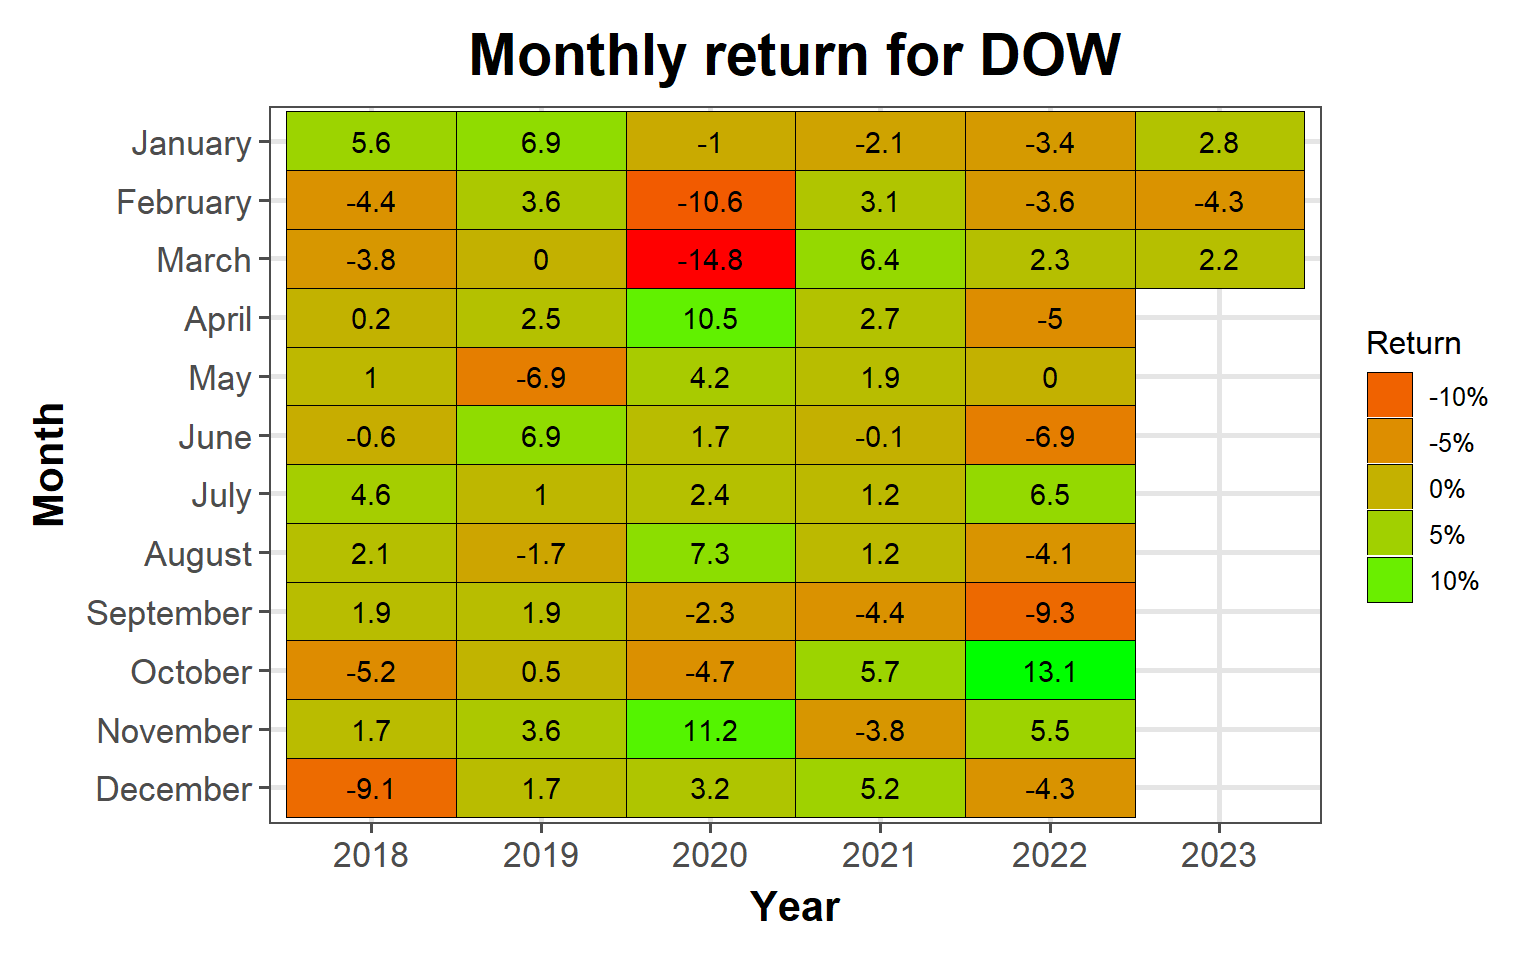 Monthly return for DOW
Month
January 5.6 6.9 -1 -2.1 -3.4 2.8
February -4.4 3.6 -10.6 3.1 -3.6 -4.3
March -3.8 0 -14.8 6.4 2.3 2.2
April 0.2 2.5 10.5 2.7 -5
May 1 -6.9 4.2 1.9 0
June -0.6 6.9 1.7 -0.1 -6.9
July 4.6 1 2.4 1.2 6.5
August 2.1 -1.7 7.3 1.2 -4.1
September 1.9 1.9 -2.3 -4.4 -9.3
October -5.2 0.5 -4.7 5.7 13.1
November 1.7 3.6 11.2 -3.8 5.5
December -9.1 1.7 3.2 5.2 -4.3
2018 2019 2020 2021 2022 2023
Year
Return
-10%
-5%
0%
5%
10%